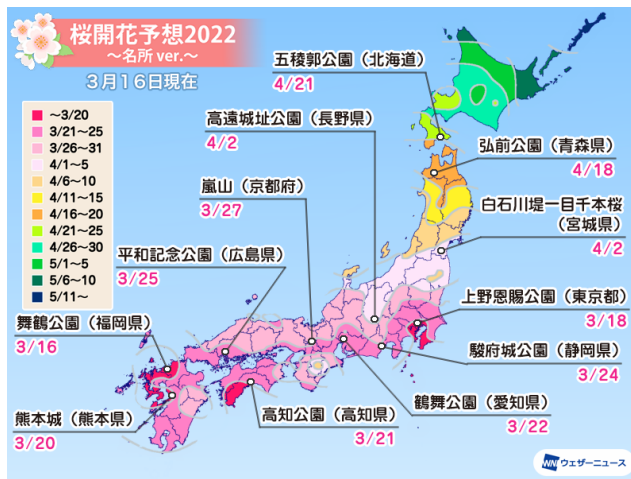 桜開花予想2022
～名所 ver.～
3月16日現在
～3/20
3/21～25
3/26～31
4/1～5
4/6～10
4/11～15
4/16～20
4/21～25
4/26～30
5/1～5
5/6～10
5/11～
五稜郭公園（北海道）
4/21
高遠城址公園（長野県）
4/2
弘前公園（青森県）
4/18
嵐山（京都府）
3/27
白石川堤一目千本桜
（宮城県）
4/2
平和記念公園（広島県）
3/25
上野恩賜公園（東京都）
3/18
舞鶴公園（福岡県）
3/16
駿府城公園（静岡県）
3/24
鶴舞公園（愛知県）
3/22
高知公園（高知県）
3/21
熊本城（熊本県）
3/20
WNI ウェザーニュース